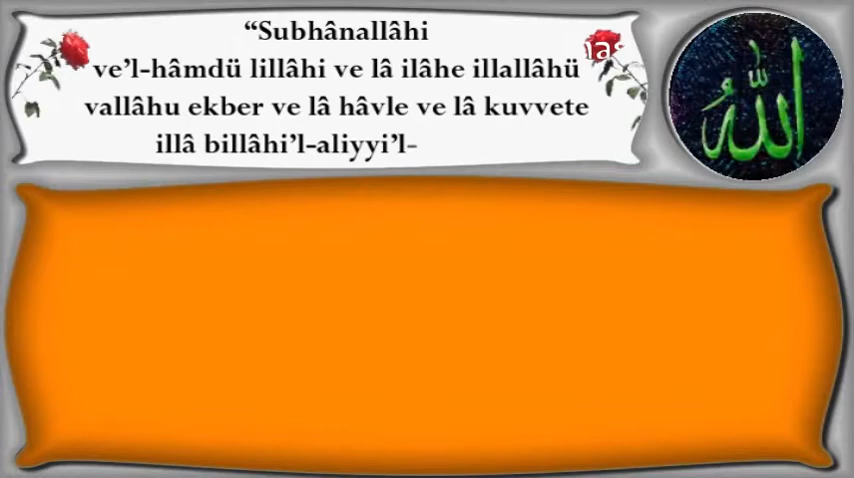 “Subhânallâhi
ve’l-hâmdü lillâhi ve lâ ilâhe illallâhü
vallâhu ekber ve lâ hâvle ve lâ kuvvete
illâ billâhi’l-aliyyi’l-
الله